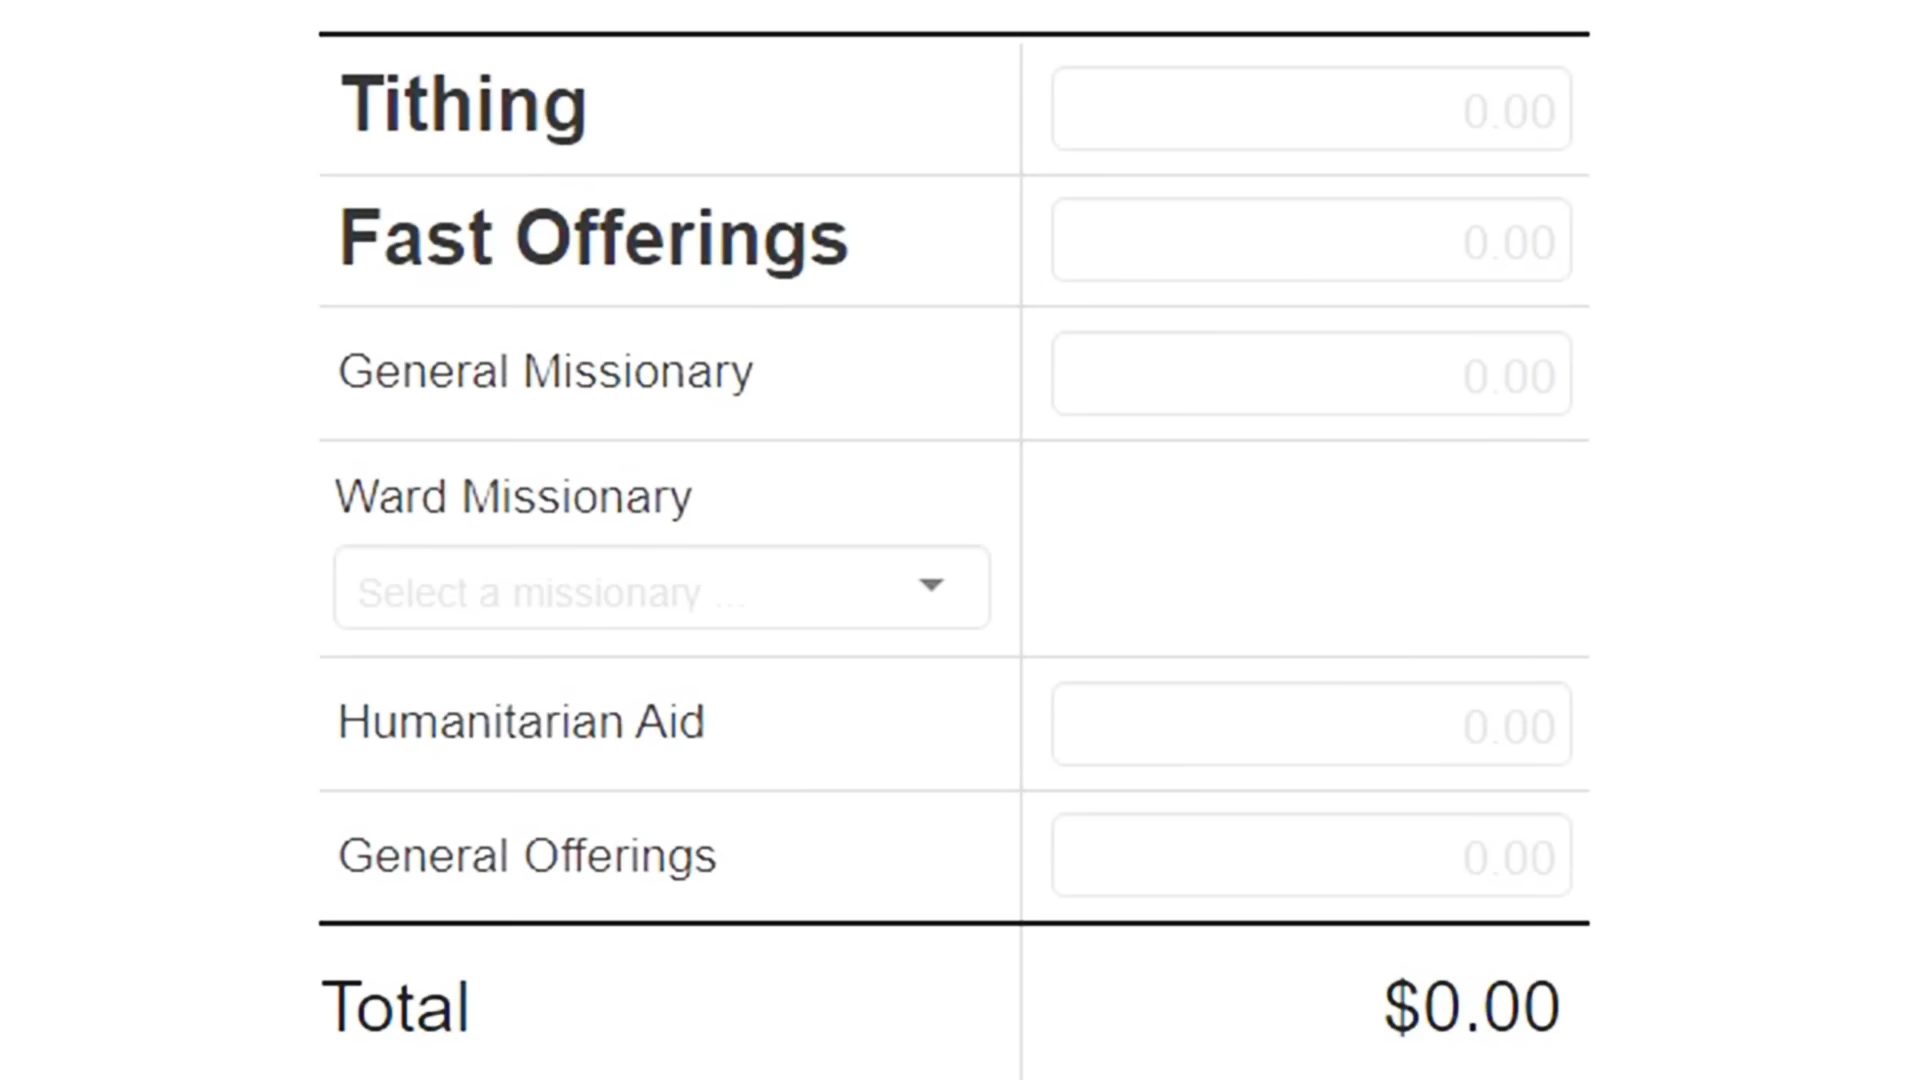 Tithing 0.00
Fast Offerings 0.00
General Missionary 0.00
Ward Missionary
Select a missionary ...
Humanitarian Aid 0.00
General Offerings 0.00
Total $0.00